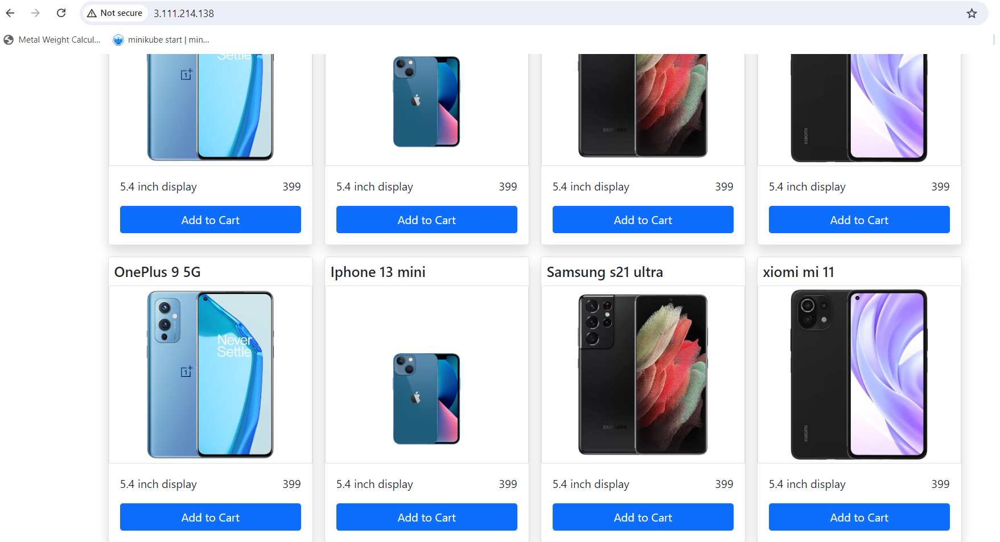 Not secure 3.111.214.138
Metal Weight Calcul... minikube start | min...
Settle
SAMSUNG
xiaomi
5.4 inch display 399 5.4 inch display 399 5.4 inch display 399 5.4 inch display 399
Add to Cart Add to Cart Add to Cart Add to Cart
OnePlus 9 5G Iphone 13 mini Samsung s21 ultra xiomi mi 11
Never
Settle
SAMSUNG
xiaomi
5.4 inch display 399 5.4 inch display 399 5.4 inch display 399 5.4 inch display 399
Add to Cart Add to Cart Add to Cart Add to Cart